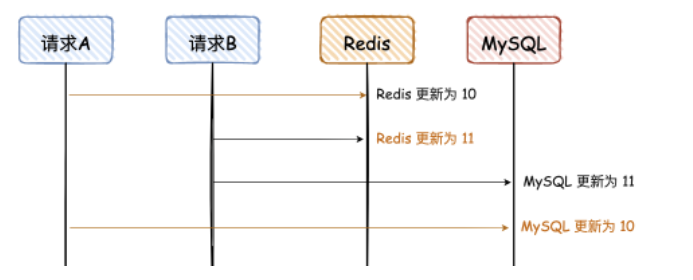 请求A
请求B
Redis
MySQL
Redis 更新为 10
Redis 更新为 11
MySQL 更新为 11
MySQL 更新为 10